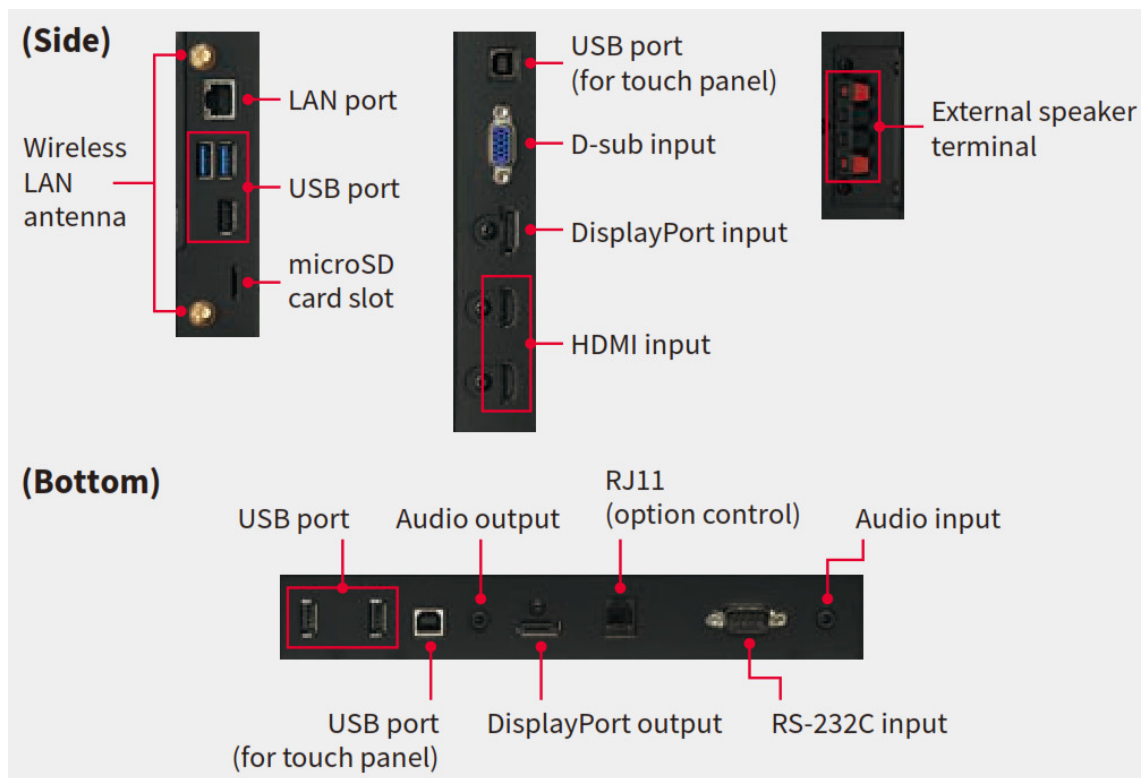 (Side)
Wireless
LAN
antenna
LAN port
USB port
microSD
card slot
USB port
(for touch panel)
D-sub input
DisplayPort input
HDMI input
External speaker
terminal
(Bottom)
USB port
Audio output
RJ11
(option control)
Audio input
USB port
(for touch panel)
DisplayPort output
RS-232C input